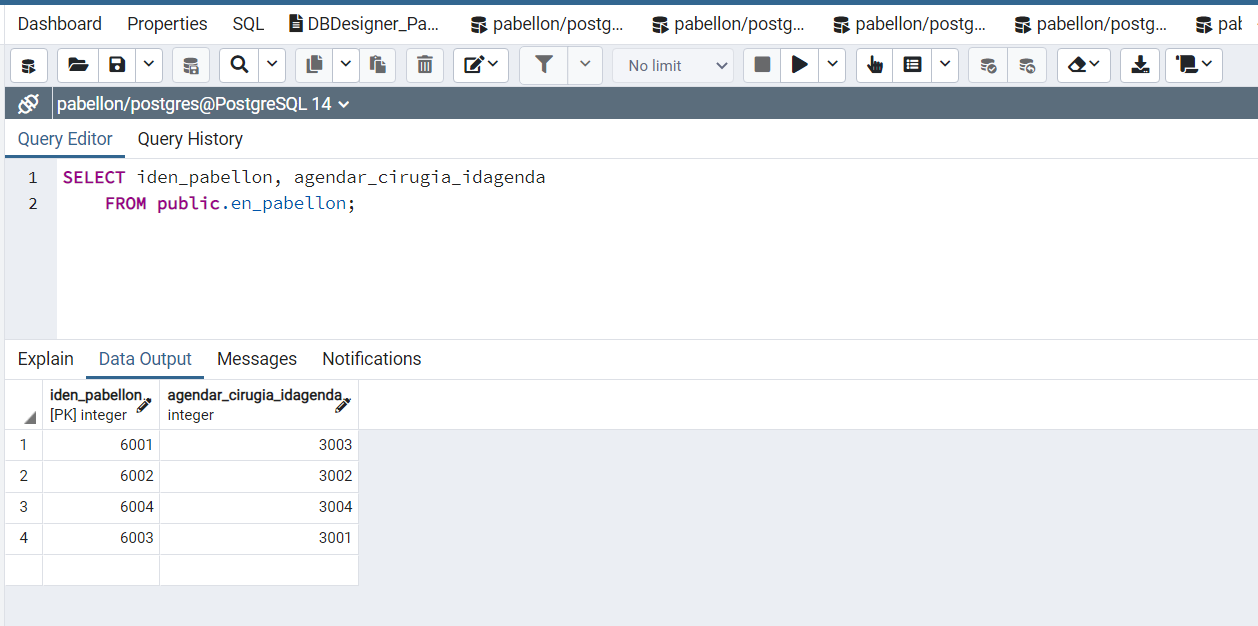 Dashboard Properties SQL DBDesigner_Pa... pabellon/postg... pabellon/postg... pabellon/postg... pabellon/postg... pab
No limit
pabellon/postgres@PostgreSQL 14
Query Editor Query History
1 SELECT iden_pabellon, agendar_cirugia_idagenda
2 FROM public.en_pabellon;
Explain Data Output Messages Notifications
iden_pabellon agendar_cirugia_idagenda
[PK] integer integer
1 6001 3003
2 6002 3002
3 6004 3004
4 6003 3001